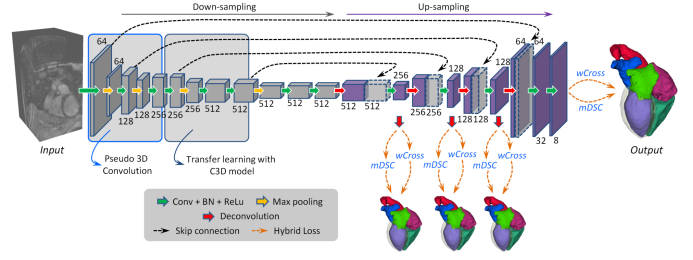 Down-sampling
Up-sampling
64
64
128
128
256
256
256
512
512
512
512
512
512
512
256
256
256
128
128
128
128
64
64
32
8
wCross
mDSC
Input
Output
Pseudo 3D
Convolution
Transfer learning with
C3D model
mDSC
wCross
mDSC
wCross
mDSC
wCross
Conv + BN + ReLu
Max pooling
Deconvolution
Skip connection
Hybrid Loss